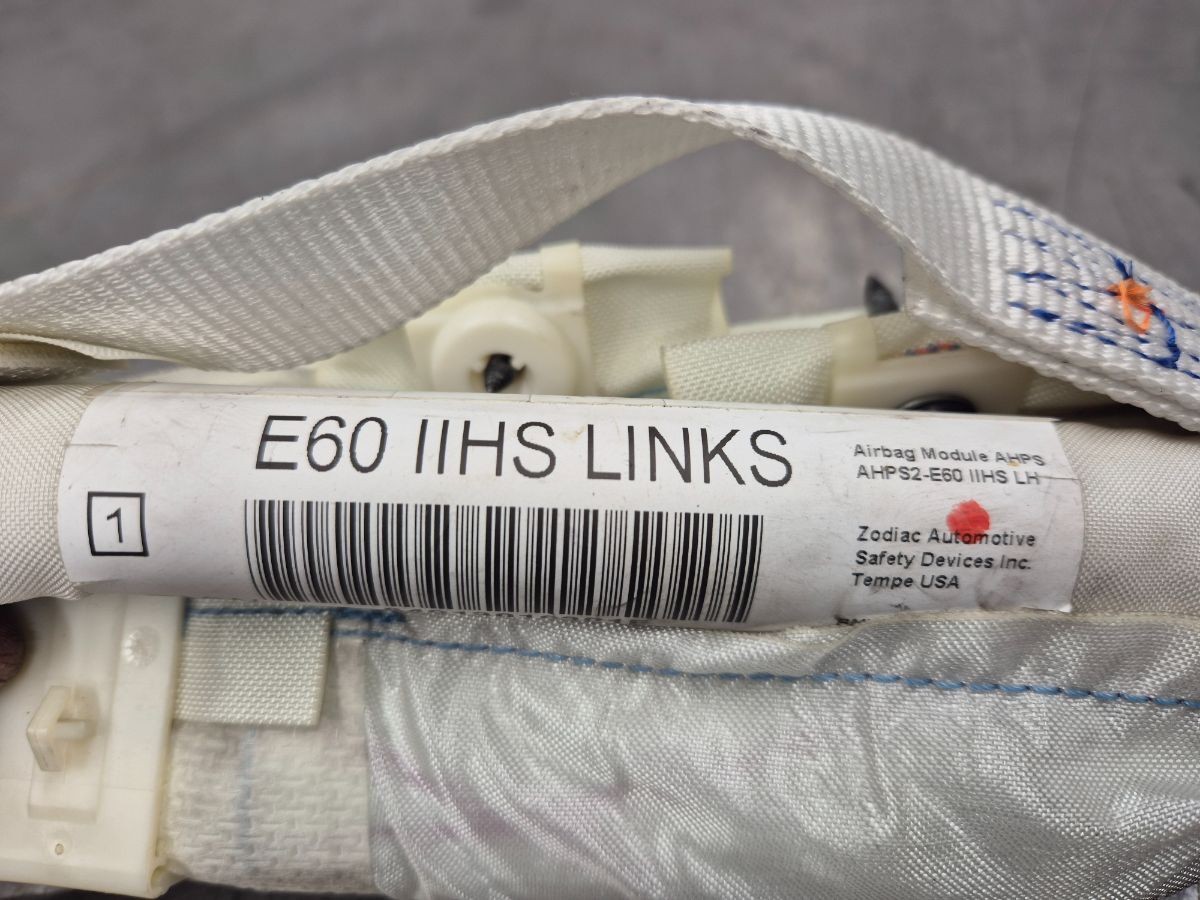 E60 IIHS LINKS
1
Airbag Module AHPS
AHPS2-E60 IIHS LH
Zodiac Automotive
Safety Devices Inc.
Tempe USA